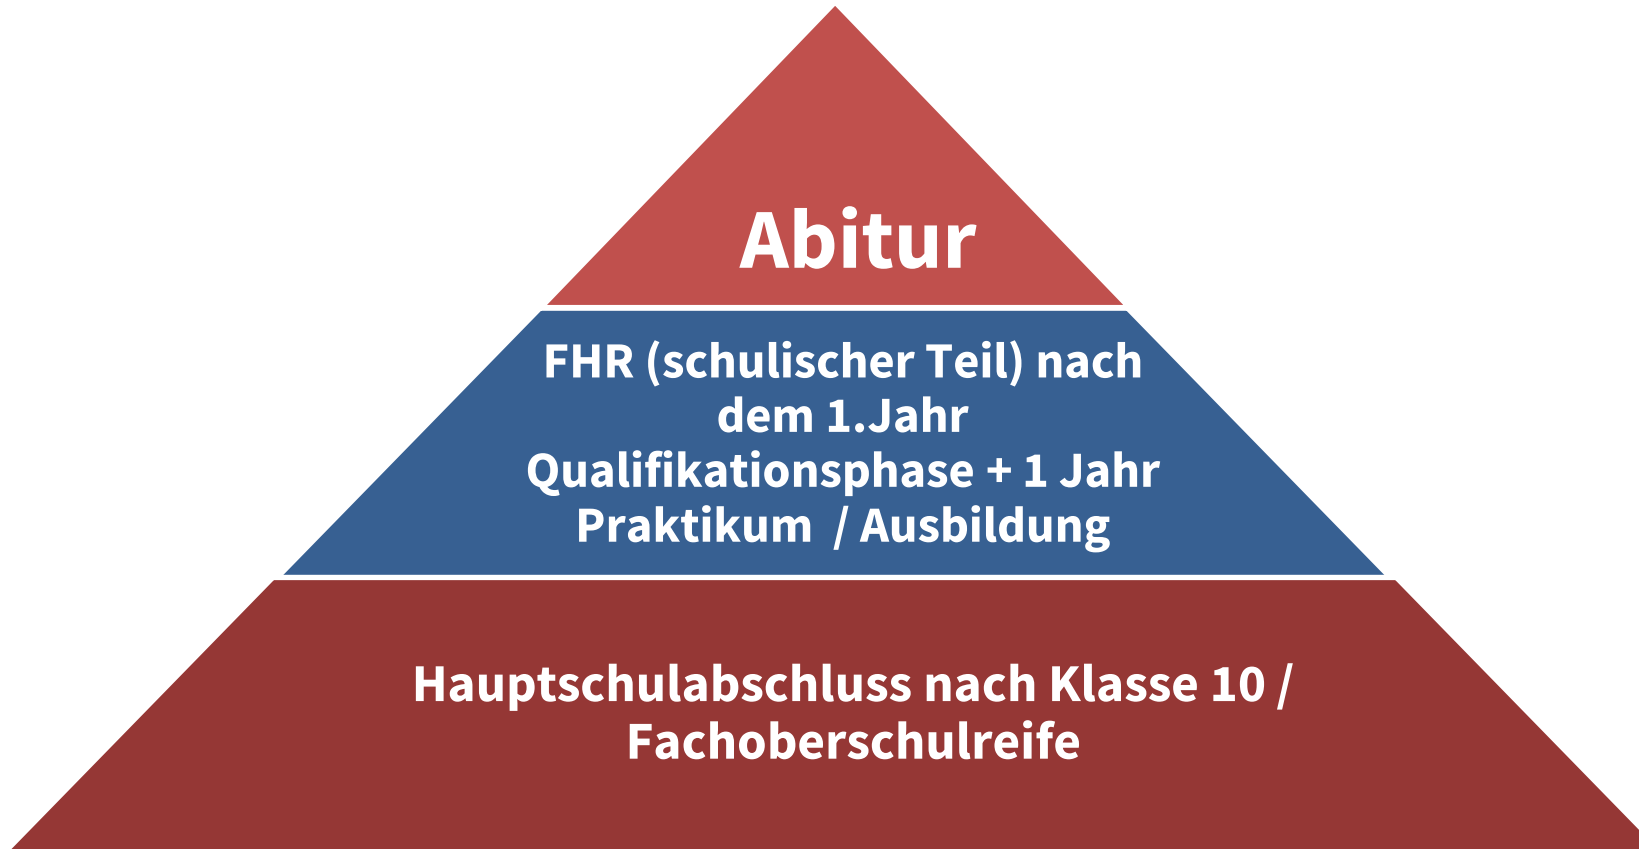 Abitur
FHR (schulischer Teil) nach
dem 1.Jahr
Qualifikationsphase + 1 Jahr
Praktikum / Ausbildung
Hauptschulabschluss nach Klasse 10 /
Fachoberschulreife